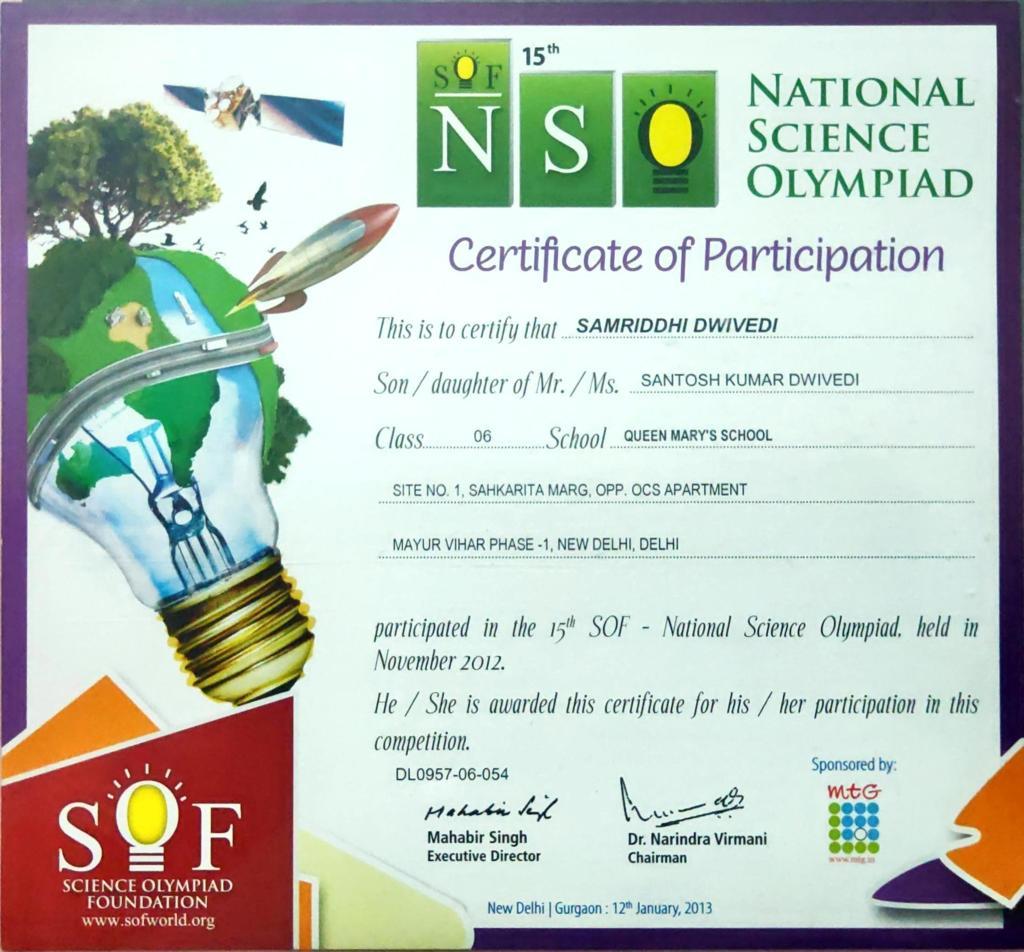 15th
SOF
N S O
NATIONAL
SCIENCE
OLYMPIAD
Certificate of Participation
This is to certify that SAMRIDDHI DWIVEDI
Son / daughter of Mr. / Ms. SANTOSH KUMAR DWIVEDI
Class 06 School QUEEN MARY'S SCHOOL
SITE NO. 1, SAHKARITA MARG, OPP. OCS APARTMENT
MAYUR VIHAR PHASE -1, NEW DELHI, DELHI
participated in the 15th SOF - National Science Olympiad, held in
November 2012.
He / She is awarded this certificate for his / her participation in this
competition.
DL0957-06-054
Mahabir Singh
Mahabir Singh
Executive Director
Dr. Narindra Virmani
Chairman
Sponsored by:
mtG
www.mtg.in
SOF
SCIENCE OLYMPIAD
FOUNDATION
www.sofworld.org
New Delhi | Gurgaon : 12th January, 2013